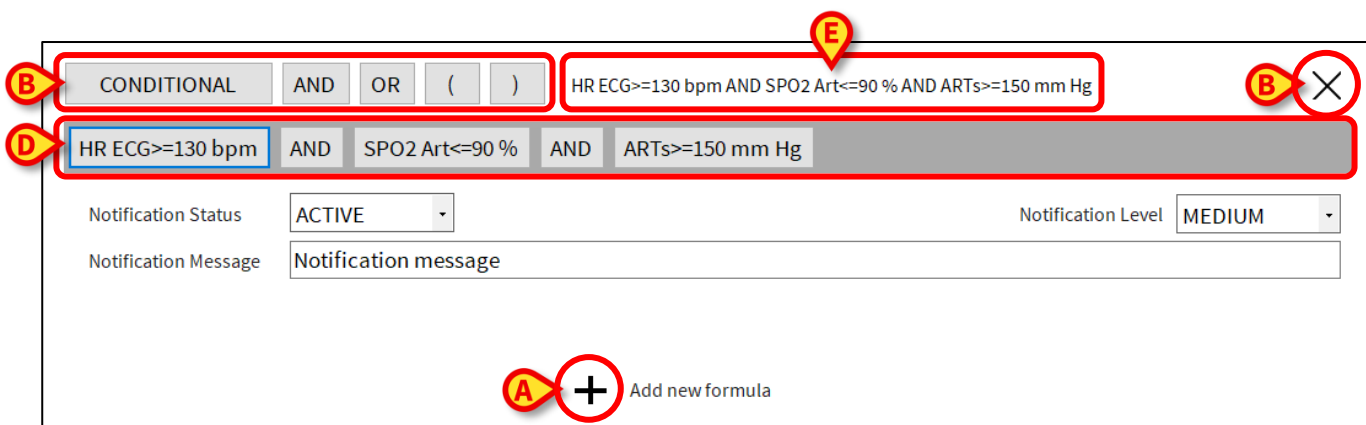 E
B CONDITIONAL AND OR ( ) HR ECG>=130 bpm AND SPO2 Art<=90 % AND ARTs>=150 mm Hg B
D HR ECG>=130 bpm AND SPO2 Art<=90 % AND ARTs>=150 mm Hg
Notification Status ACTIVE Notification Level MEDIUM
Notification Message Notification message
A + Add new formula